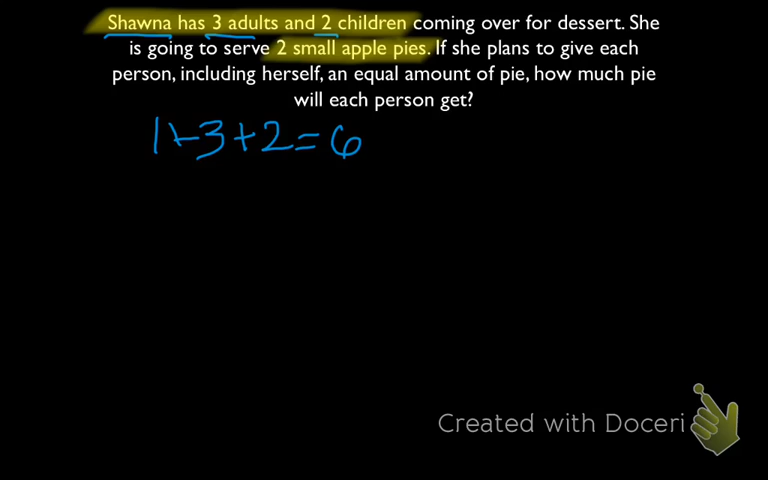 Shawna has 3 adults and 2 children coming over for dessert. She
is going to serve 2 small apple pies. If she plans to give each
person, including herself, an equal amount of pie, how much pie
will each person get?
1+3+2=6
Created with Doceri